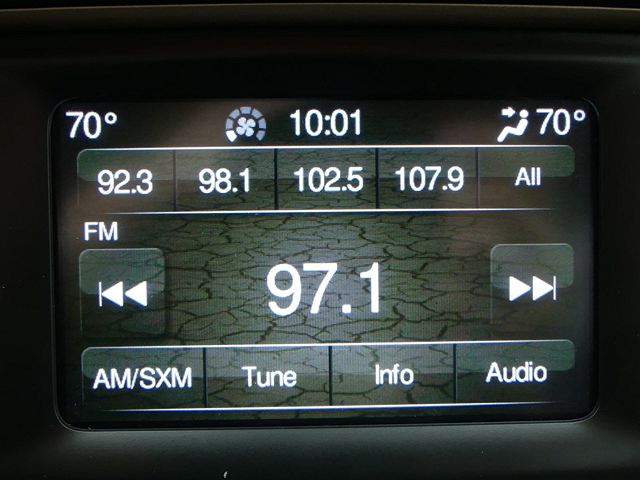 70° 10:01 70°
92.3 98.1 102.5 107.9 All
FM
97.1
AM/SXM Tune Info Audio